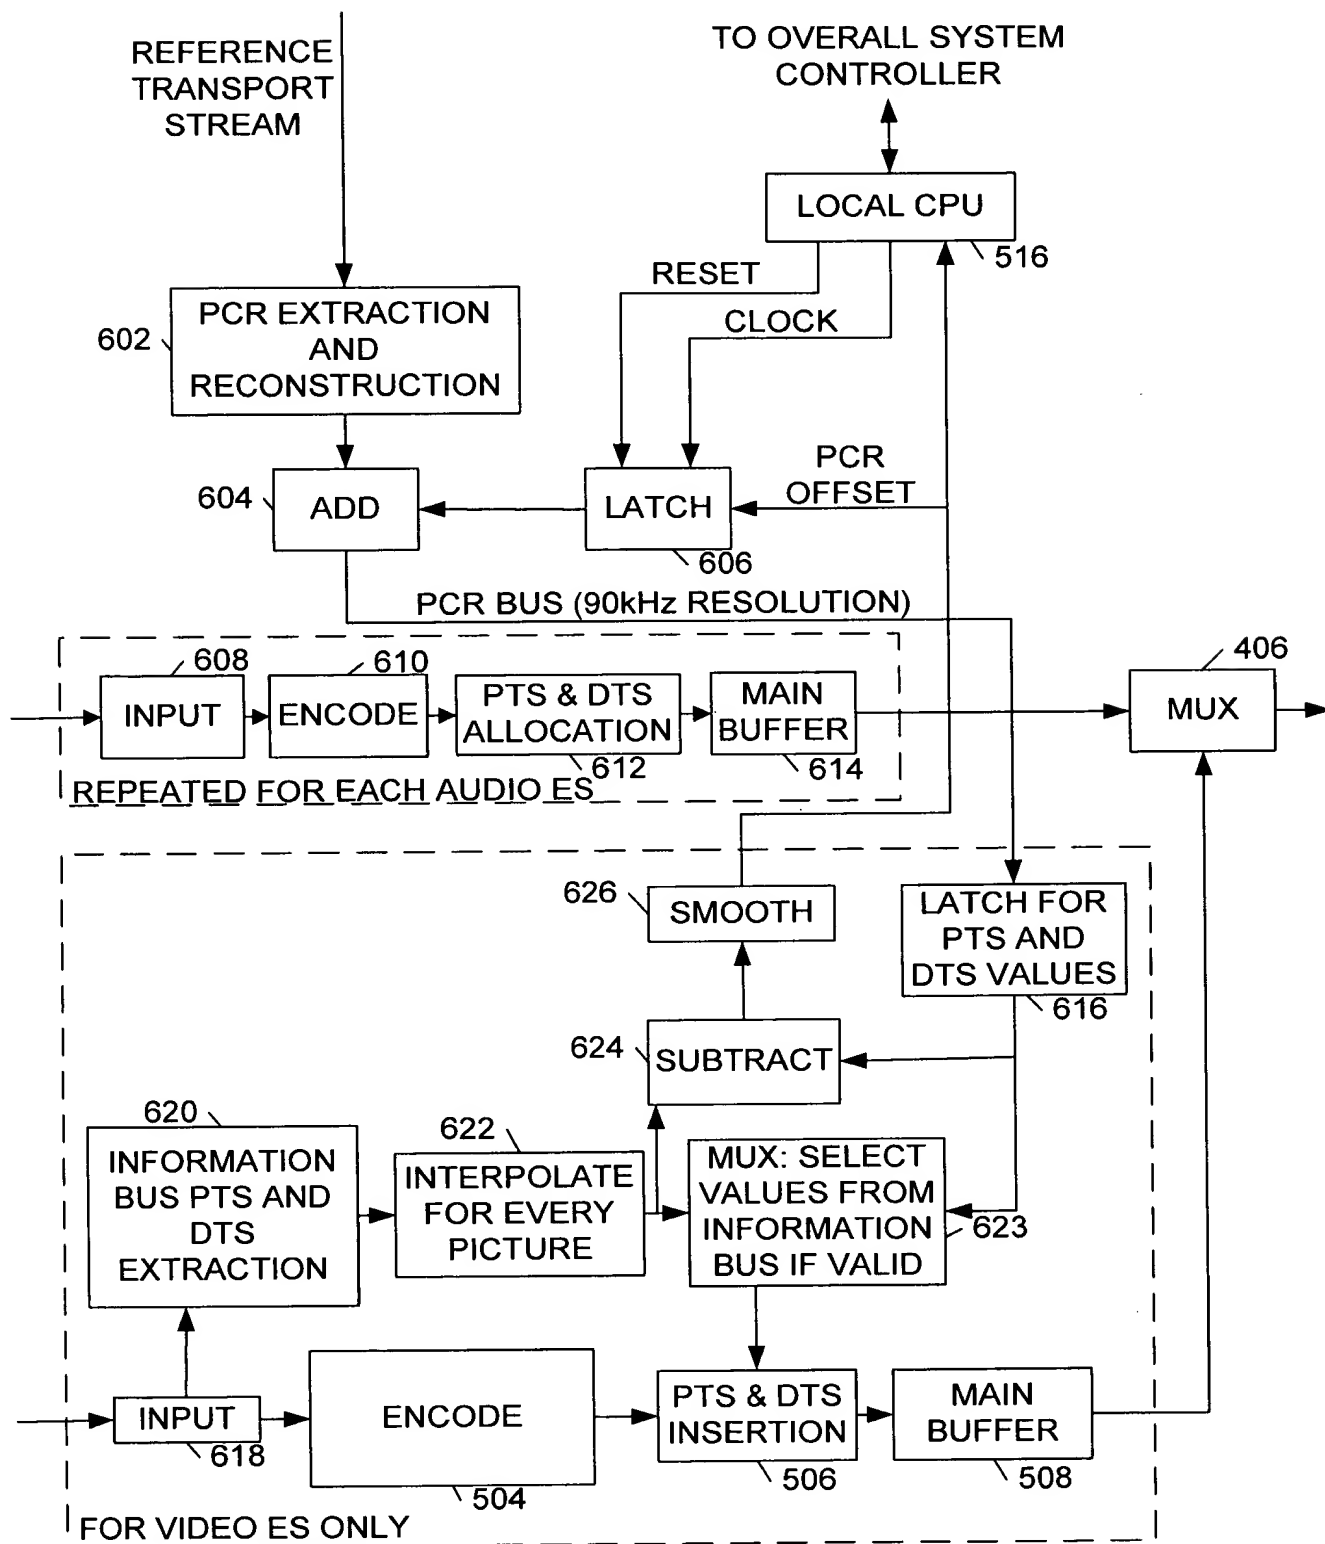 REFERENCE
TRANSPORT
STREAM
TO OVERALL SYSTEM
CONTROLLER
LOCAL CPU
516
RESET
CLOCK
602
PCR EXTRACTION
AND
RECONSTRUCTION
604
ADD
LATCH
606
PCR
OFFSET
PCR BUS (90kHz RESOLUTION)
608
INPUT
610
ENCODE
PTS & DTS
ALLOCATION
612
MAIN
BUFFER
614
REPEATED FOR EACH AUDIO ES
406
MUX
626
SMOOTH
LATCH FOR
PTS AND
DTS VALUES
616
624
SUBTRACT
620
INFORMATION
BUS PTS AND
DTS
EXTRACTION
622
INTERPOLATE
FOR EVERY
PICTURE
MUX: SELECT
VALUES FROM
INFORMATION
BUS IF VALID
623
INPUT
618
ENCODE
504
PTS & DTS
INSERTION
506
MAIN
BUFFER
508
FOR VIDEO ES ONLY